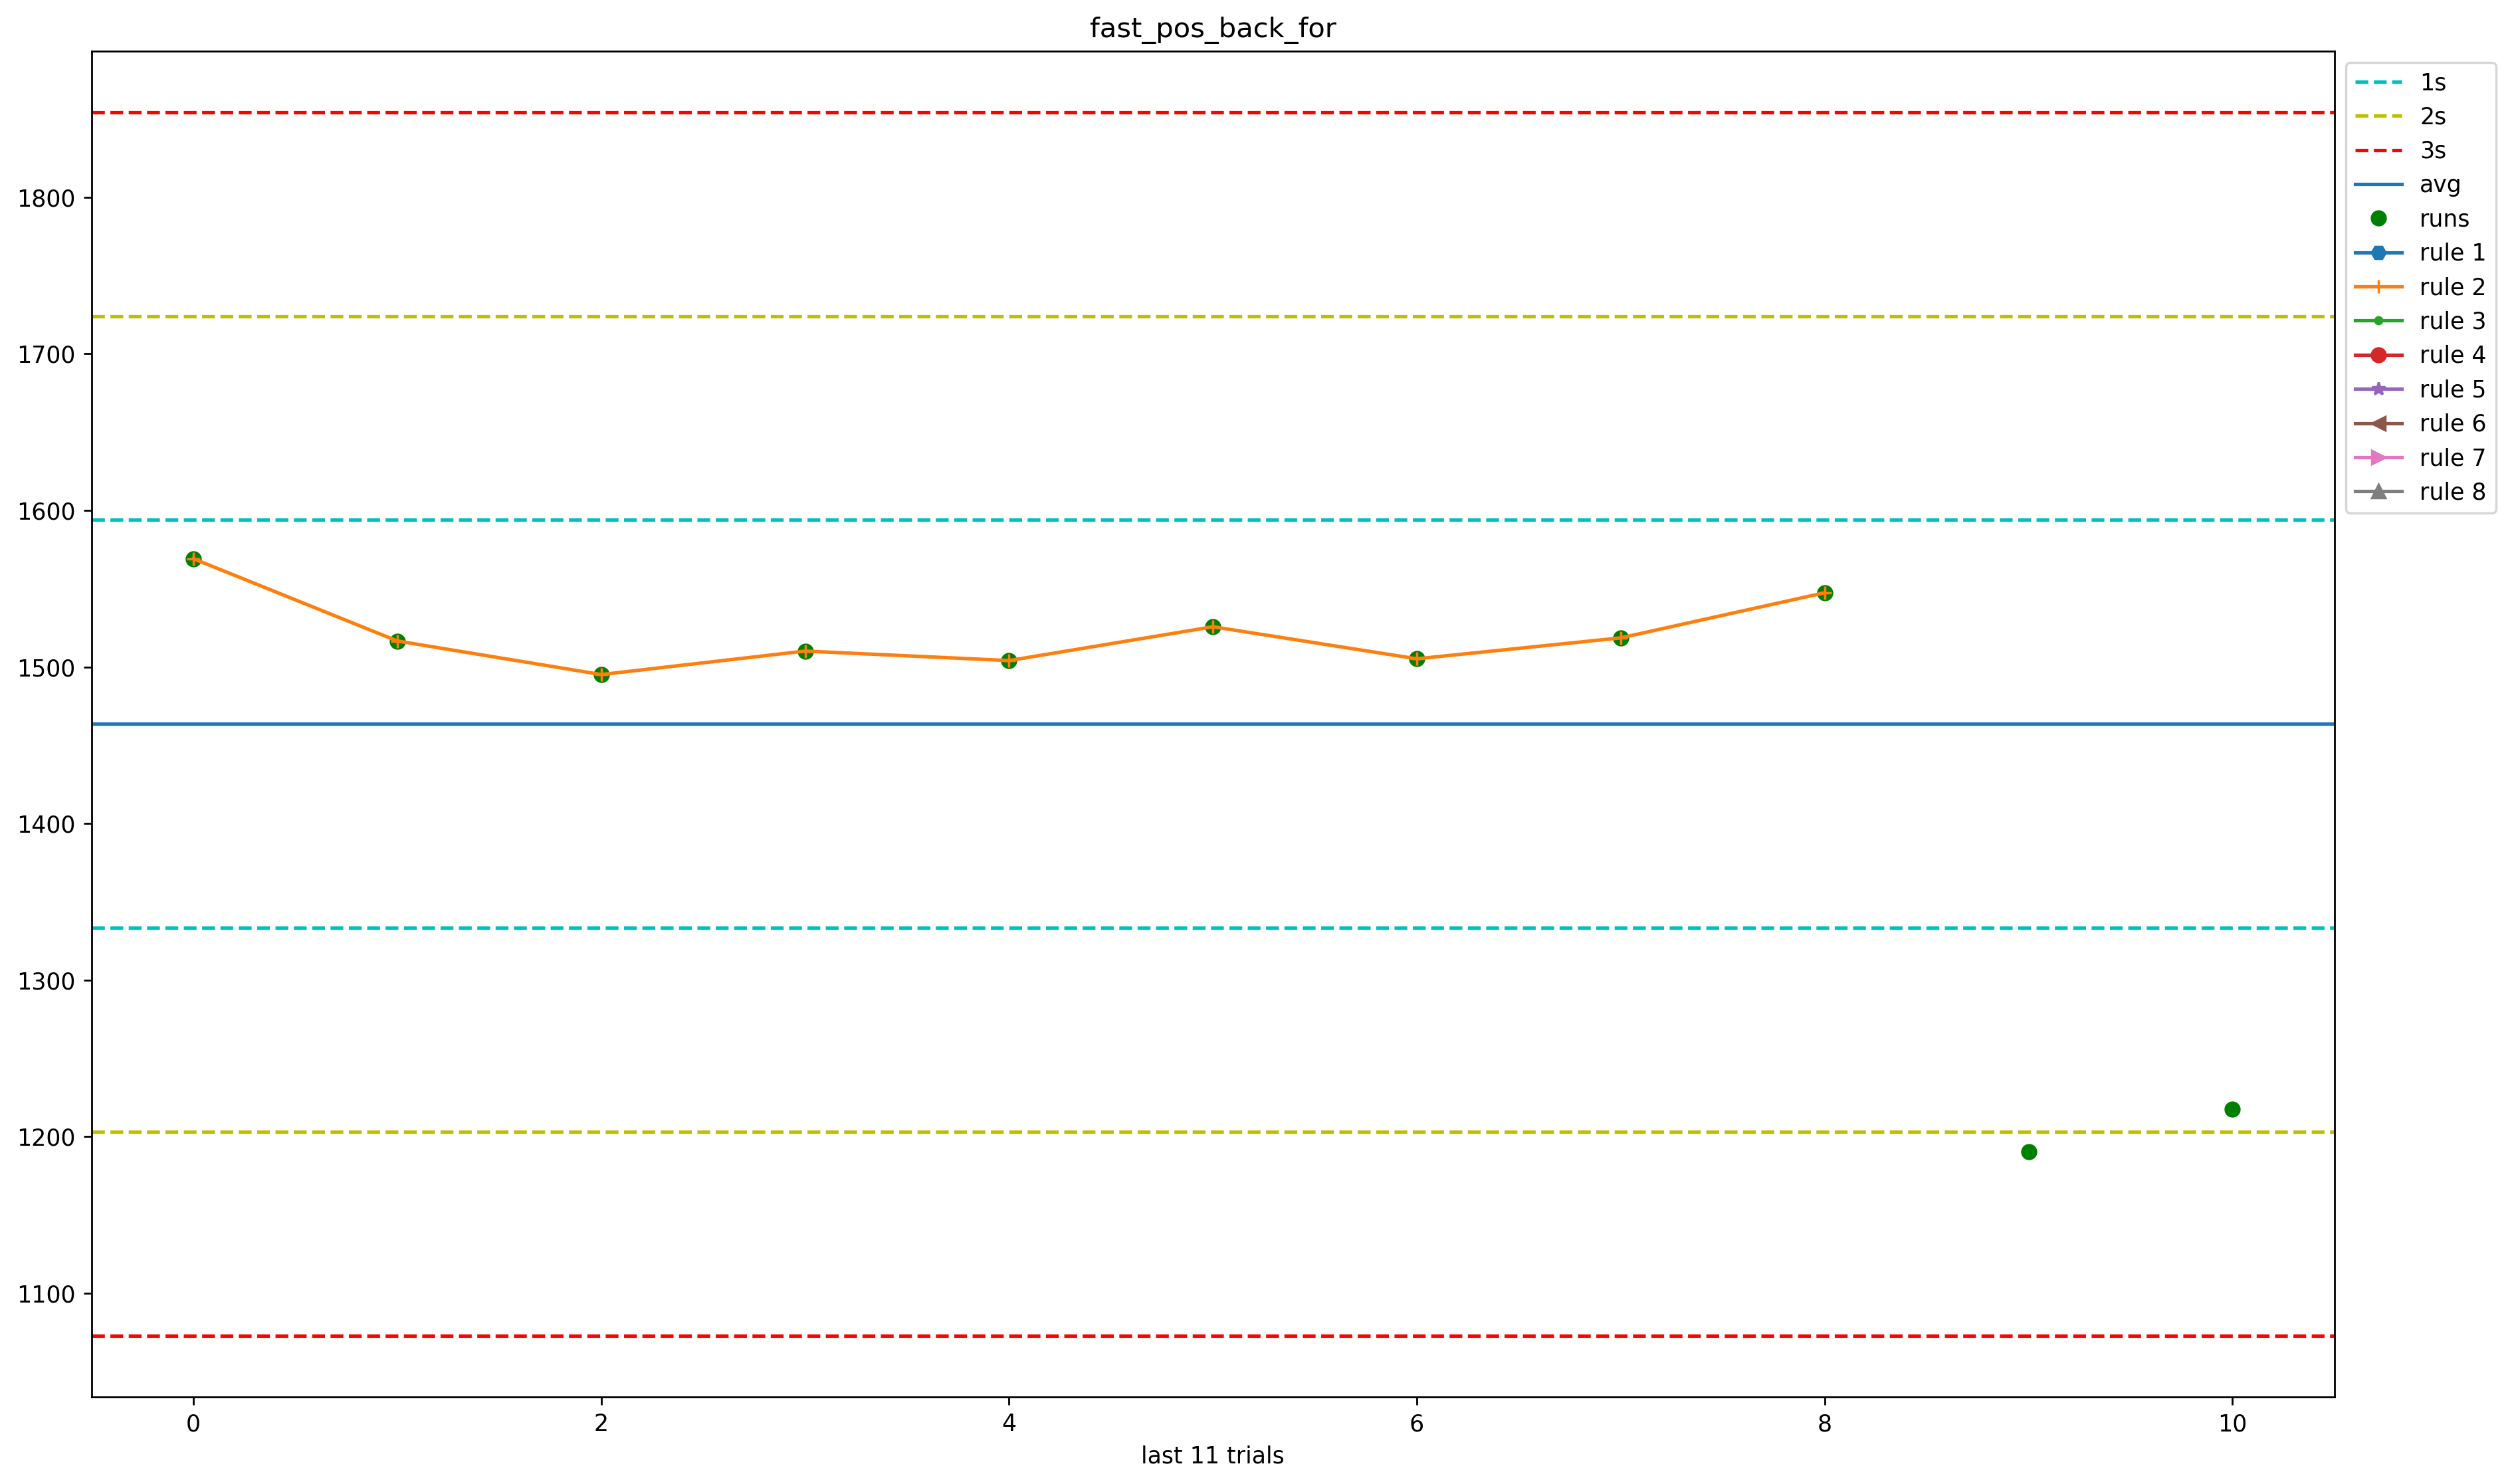 fast_pos_back_for
1800
1700
1600
1500
1400
1300
1200
1100
0 2 4 6 8 10
last 11 trials
1s
2s
3s
avg
runs
rule 1
rule 2
rule 3
rule 4
rule 5
rule 6
rule 7
rule 8